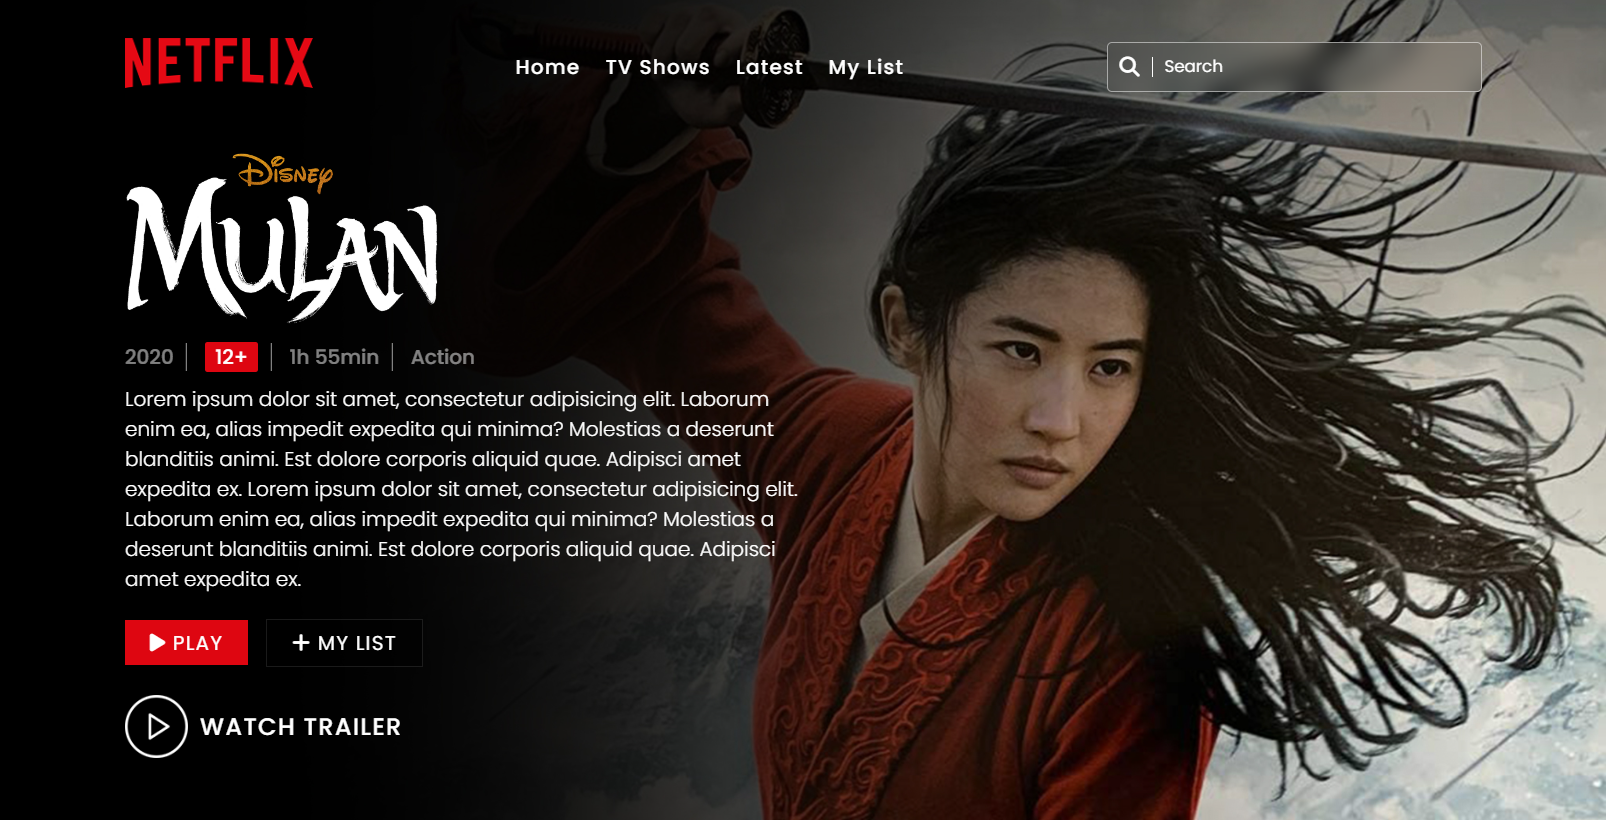 NETFLIX
Home TV Shows Latest My List
Search
Disney
MULAN
2020 12+ 1h 55min Action
Lorem ipsum dolor sit amet, consectetur adipisicing elit. Laborum
enim ea, alias impedit expedita qui minima? Molestias a deserunt
blanditiis animi. Est dolore corporis aliquid quae. Adipisci amet
expedita ex. Lorem ipsum dolor sit amet, consectetur adipisicing elit.
Laborum enim ea, alias impedit expedita qui minima? Molestias a
deserunt blanditiis animi. Est dolore corporis aliquid quae. Adipisci
amet expedita ex.
PLAY
MY LIST
WATCH TRAILER